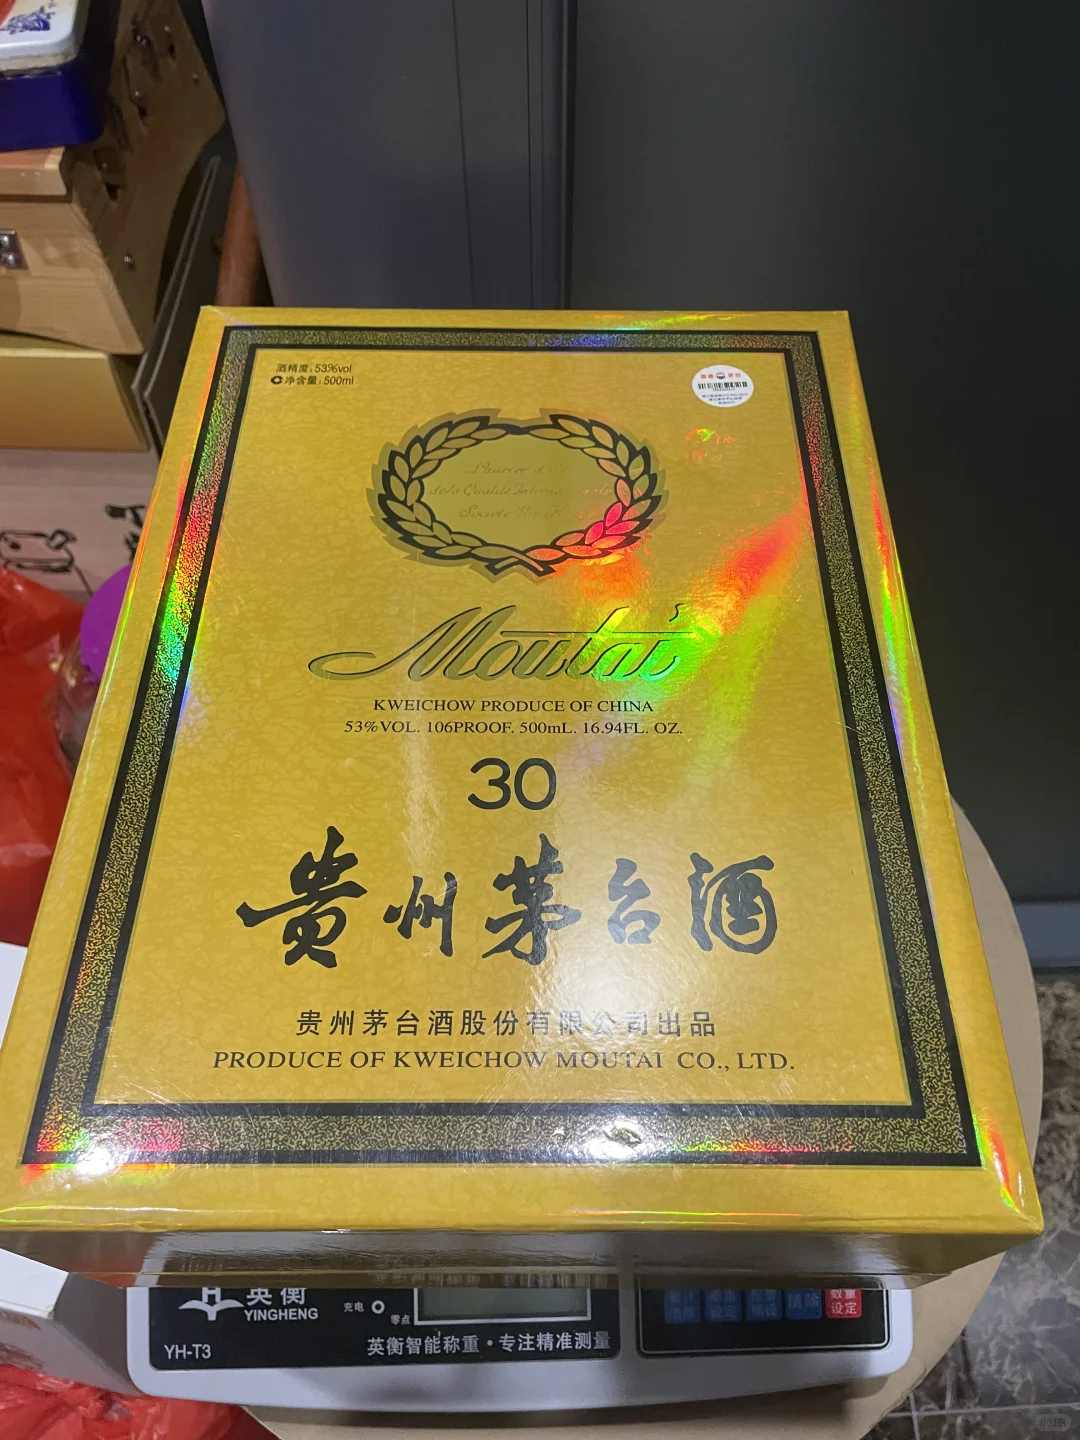 酒精度：53%vol
净含量：500ml
Moutai
KWEICHOW PRODUCE OF CHINA
53%VOL. 106PROOF. 500mL. 16.94FL. OZ.
30
贵州茅台酒
贵州茅台酒股份有限公司出品
PRODUCE OF KWEICHOW MOUTAI CO., LTD.
英衡
YINGHENG
充电
零点
YH-T3
英衡智能称重·专注精准测量
清除
数量
设定